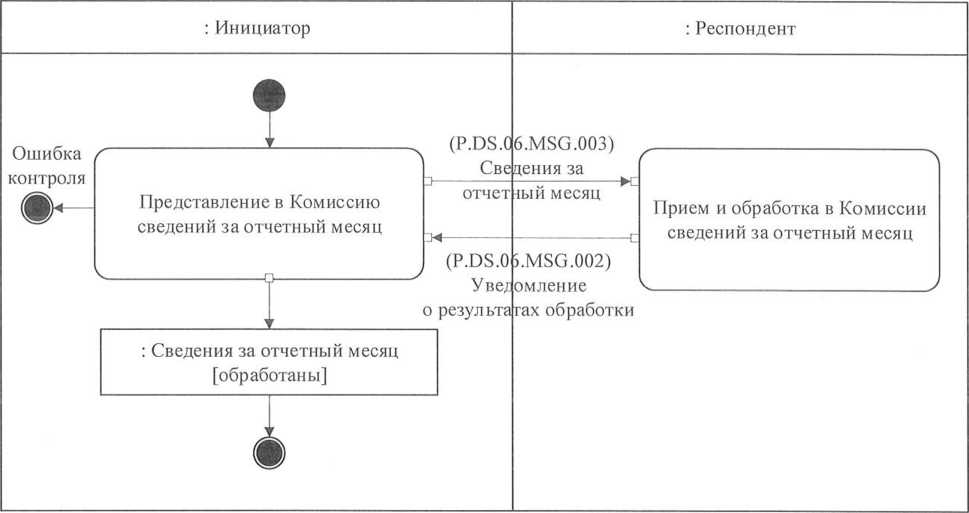 : Инициатор
: Респондент
Ошибка
контроля
Представление в Комиссию
сведений за отчетный месяц
(P.DS.06.MSG.003)
Сведения за
отчетный месяц
Прием и обработка в Комиссии
сведений за отчетный месяц
(P.DS.06.MSG.002)
Уведомление
о результатах обработки
: Сведения за отчетный месяц
[обработаны]